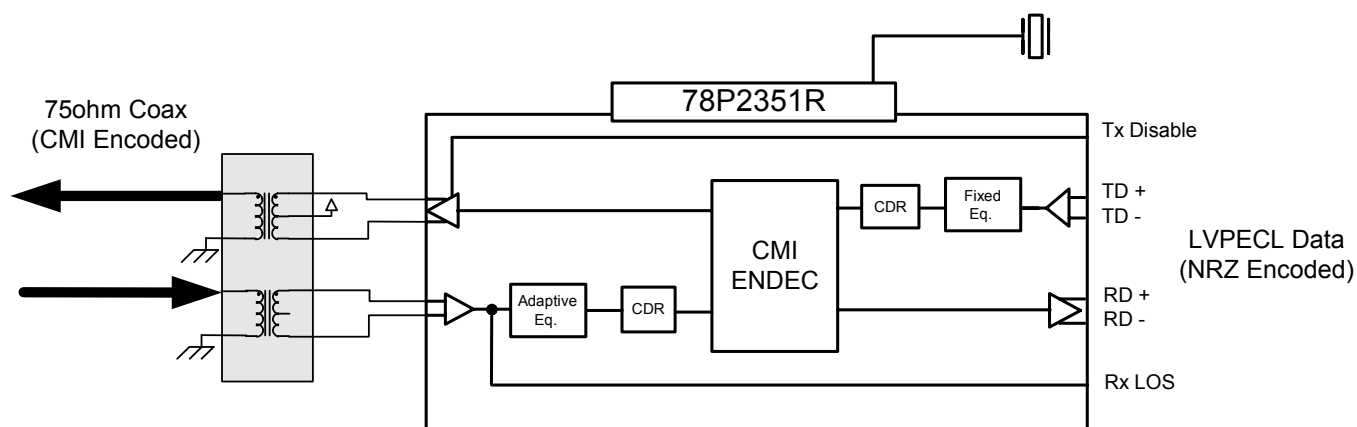 78P2351R
75ohm Coax
(CMI Encoded)
Tx Disable
TD +
TD -
Fixed
Eq.
CDR
CMI
ENDEC
LVPECL Data
(NRZ Encoded)
Adaptive
Eq.
CDR
RD +
RD -
Rx LOS